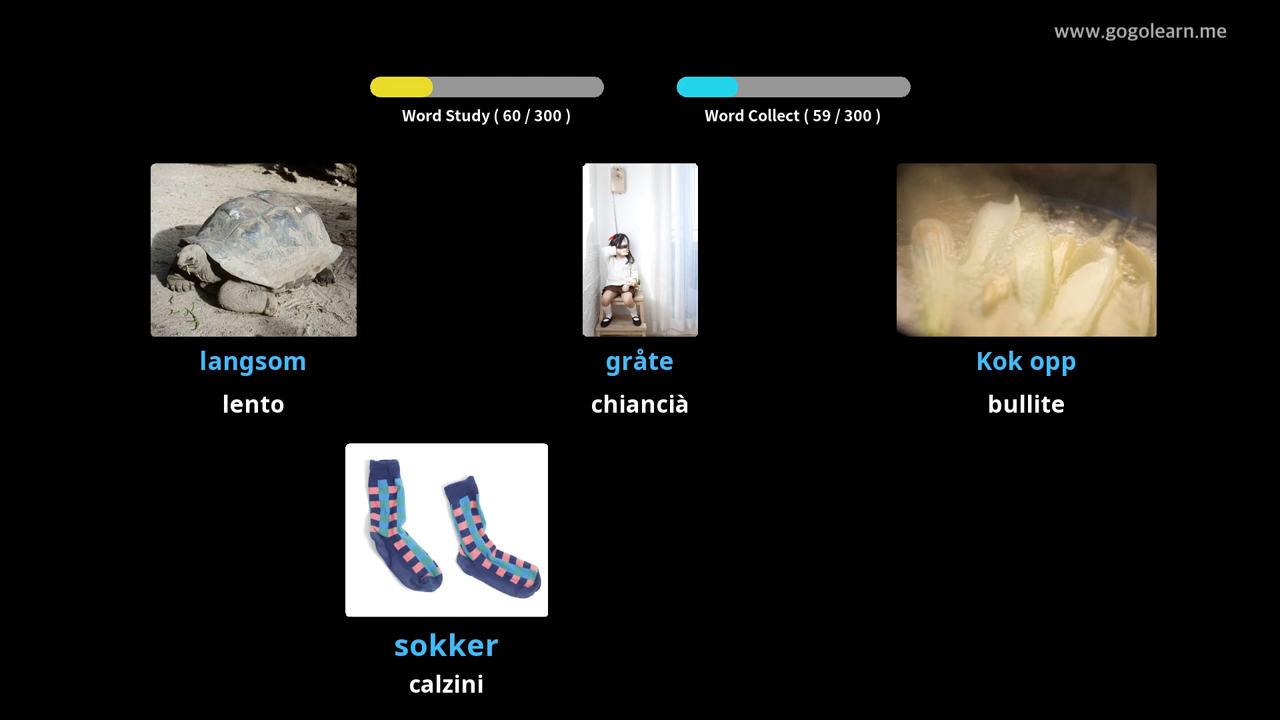 www.gogolearn.me
Word Study ( 60 / 300 )
Word Collect ( 59 / 300 )
langsom
gråte
Kok opp
lento
chiancià
bullite
sokker
calzini